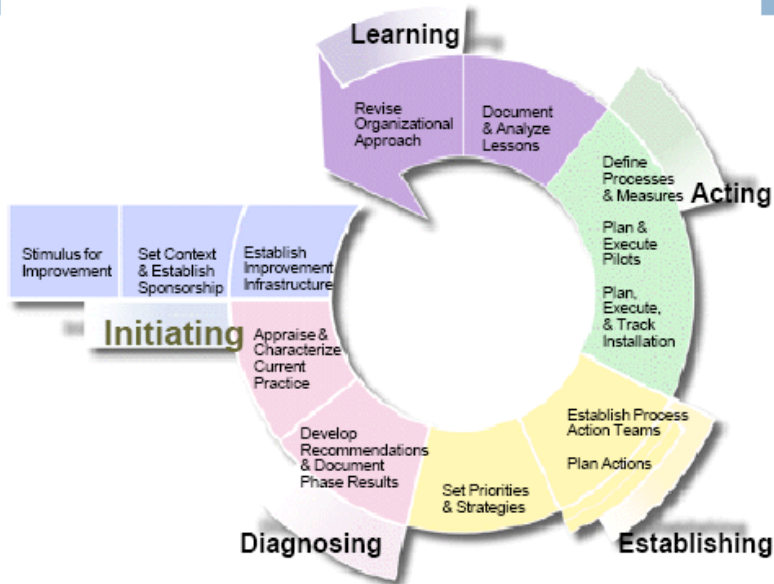 Learning
Revise
Organizational
Approach
Document
& Analyze
Lessons
Define
Processes
& Measures
Acting
Plan &
Execute
Pilots
Plan,
Execute,
& Track
Installation
Stimulus for
Improvement
Set Context
& Establish
Sponsorship
Establish
Improvement
Infrastructure
Initiating
Appraise &
Characterize
Current
Practice
Develop
Recommendations
& Document
Phase Results
Diagnosing
Set Priorities
& Strategies
Establish Process
Action Teams
Plan Actions
Establishing